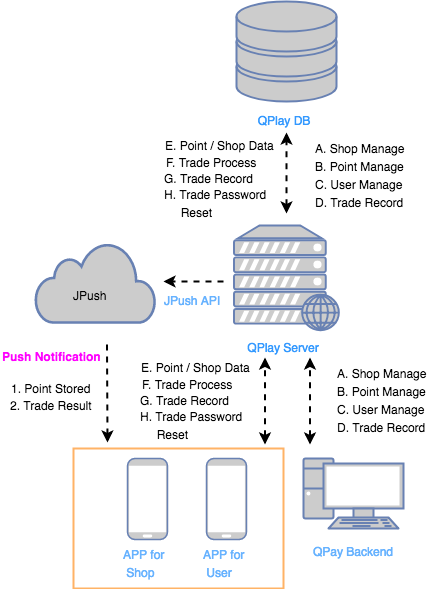 QPlay DB
E. Point / Shop Data
F. Trade Process
G. Trade Record
H. Trade Password
Reset
A. Shop Manage
B. Point Manage
C. User Manage
D. Trade Record
JPush
JPush API
QPlay Server
Push Notification
1. Point Stored
2. Trade Result
E. Point / Shop Data
F. Trade Process
G. Trade Record
H. Trade Password
Reset
A. Shop Manage
B. Point Manage
C. User Manage
D. Trade Record
APP for
Shop
APP for
User
QPay Backend